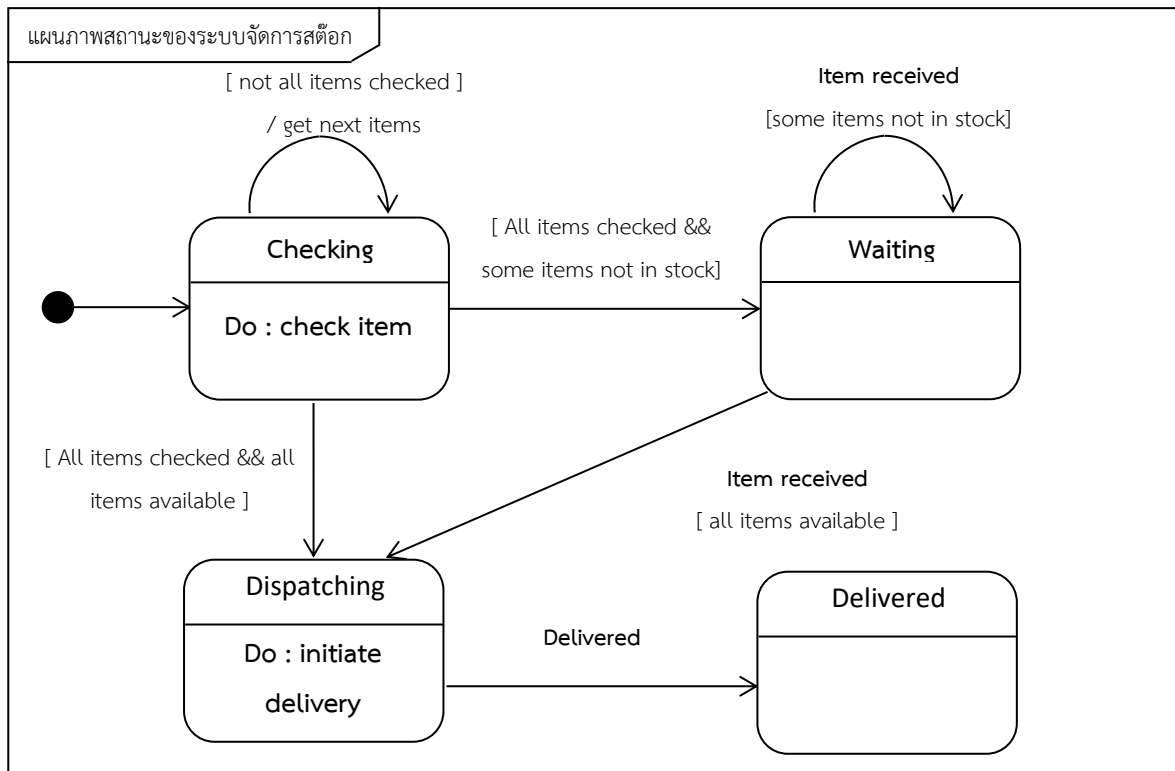 แผนภาพสถานะของระบบจัดการสต๊อก
[ not all items checked ]
/ get next items
Item received
[some items not in stock]
Checking
Do : check item
[ All items checked &&
some items not in stock]
Waiting
[ All items checked && all
items available ]
Item received
[ all items available ]
Dispatching
Do : initiate
delivery
Delivered
Delivered